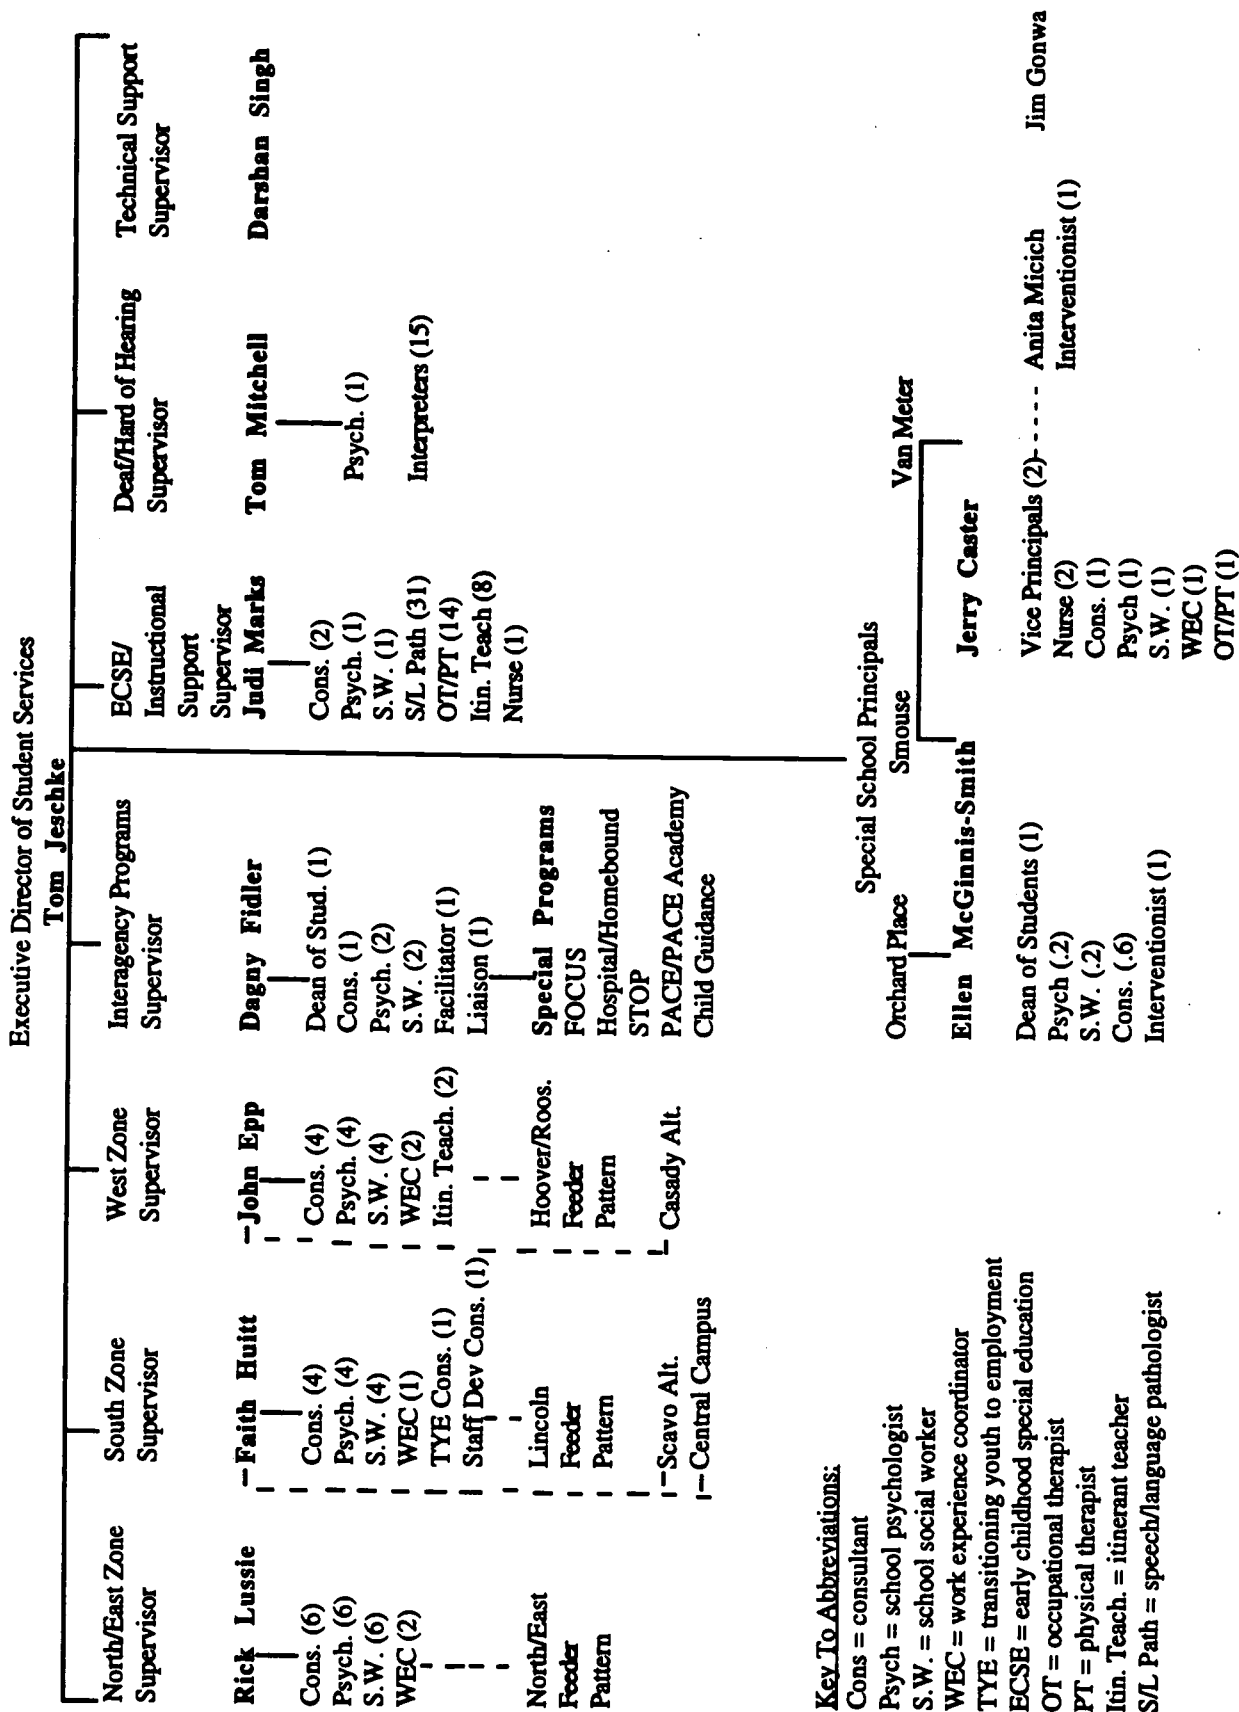 Executive Director of Student Services
Tom Jeschke
North/East Zone
Supervisor
Rick Lussie
Cons. (6)
Psych. (6)
S.W. (6)
WEC (2)
North/East
Feeder
Pattern
South Zone
Supervisor
Faith Huitt
Cons. (4)
Psych. (4)
S.W. (4)
WEC (1)
TYE Cons. (1)
Staff Dev Cons. (1)
Lincoln
Feeder
Pattern
Scavo Alt.
Central Campus
West Zone
Supervisor
John Epp
Cons. (4)
Psych. (4)
S.W. (4)
WEC (2)
Itin. Teach. (2)
Hoover/Roos.
Feeder
Pattern
Casady Alt.
Interagency Programs
Supervisor
Dagny Fidler
Dean of Stud. (1)
Cons. (1)
Psych. (2)
S.W. (2)
Facilitator (1)
Liaison (1)
Special Programs
FOCUS
Hospital/Homebound
STOP
PACE/PACE Academy
Child Guidance
ECSE/
Instructional
Support
Supervisor
Judi Marks
Cons. (2)
Psych. (1)
S.W. (1)
S/L Path (31)
OT/PT (14)
Itin. Teach (8)
Nurse (1)
Deaf/Hard of Hearing
Supervisor
Tom Mitchell
Psych. (1)
Interpreters (15)
Technical Support
Supervisor
Darshan Singh
Special School Principals
Orchard Place
Smouse
Van Meter
Ellen McGinnis-Smith
Dean of Students (1)
Psych (.2)
S.W. (.2)
Cons. (.6)
Interventionist (1)
Jerry Caster
Vice Principals (2)
Nurse (2)
Cons. (1)
Psych (1)
S.W. (1)
WEC (1)
OT/PT (1)
Anita Micich
Interventionist (1)
Jim Gonwa
Key To Abbreviations:
Cons = consultant
Psych = school psychologist
S.W. = school social worker
WEC = work experience coordinator
TYE = transitioning youth to employment
ECSE = early childhood special education
OT = occupational therapist
PT = physical therapist
Itin. Teach. = itinerant teacher
S/L Path = speech/language pathologist